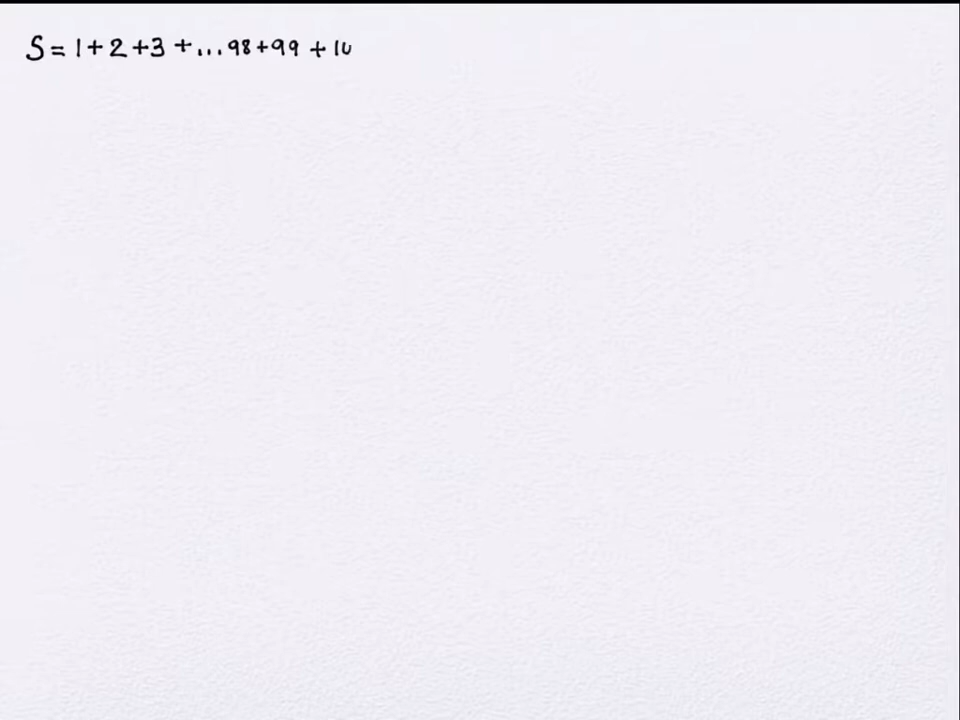 S = 1 + 2 + 3 + ... 98 + 99 + 10